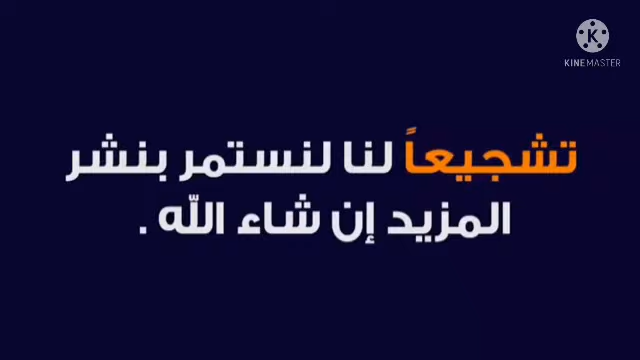 K
KINEMASTER
تشجيعاً لنا لنستمر بنشر
المزيد إن شاء الله .